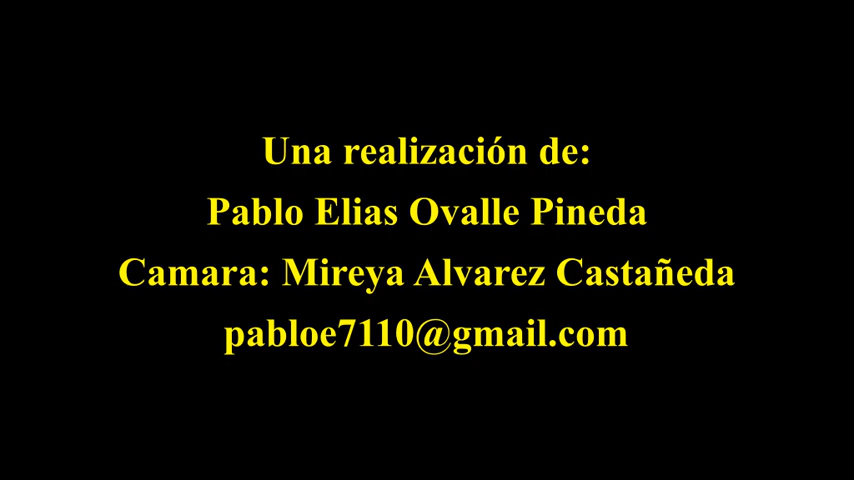 Una realización de:
Pablo Elias Ovalle Pineda
Camara: Mireya Alvarez Castañeda
pabloe7110@gmail.com